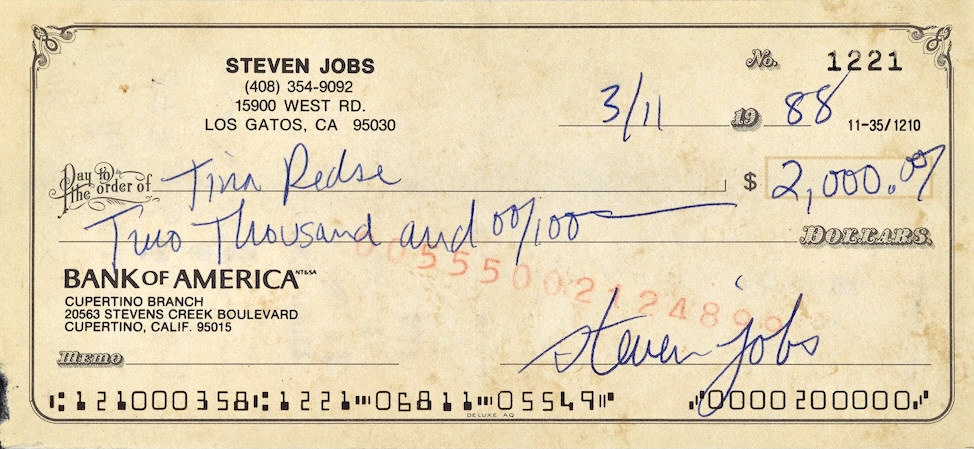 STEVEN JOBS
(408) 354-9092
15900 WEST RD.
LOS GATOS, CA 95030
No. 1221
3/11 19 88
11-35/1210
Pay to the order of Tina Redse $ 2,000.00/
Two Thousand and 00/100 DOLLARS.
0055500212489
BANK OF AMERICA NT&SA
CUPERTINO BRANCH
20563 STEVENS CREEK BOULEVARD
CUPERTINO, CALIF. 95015
Memo
steven jobs
⑆121000358⑆1221⑈06811⑉05549⑈ ⑇0000200000⑇
DELUXE AQ